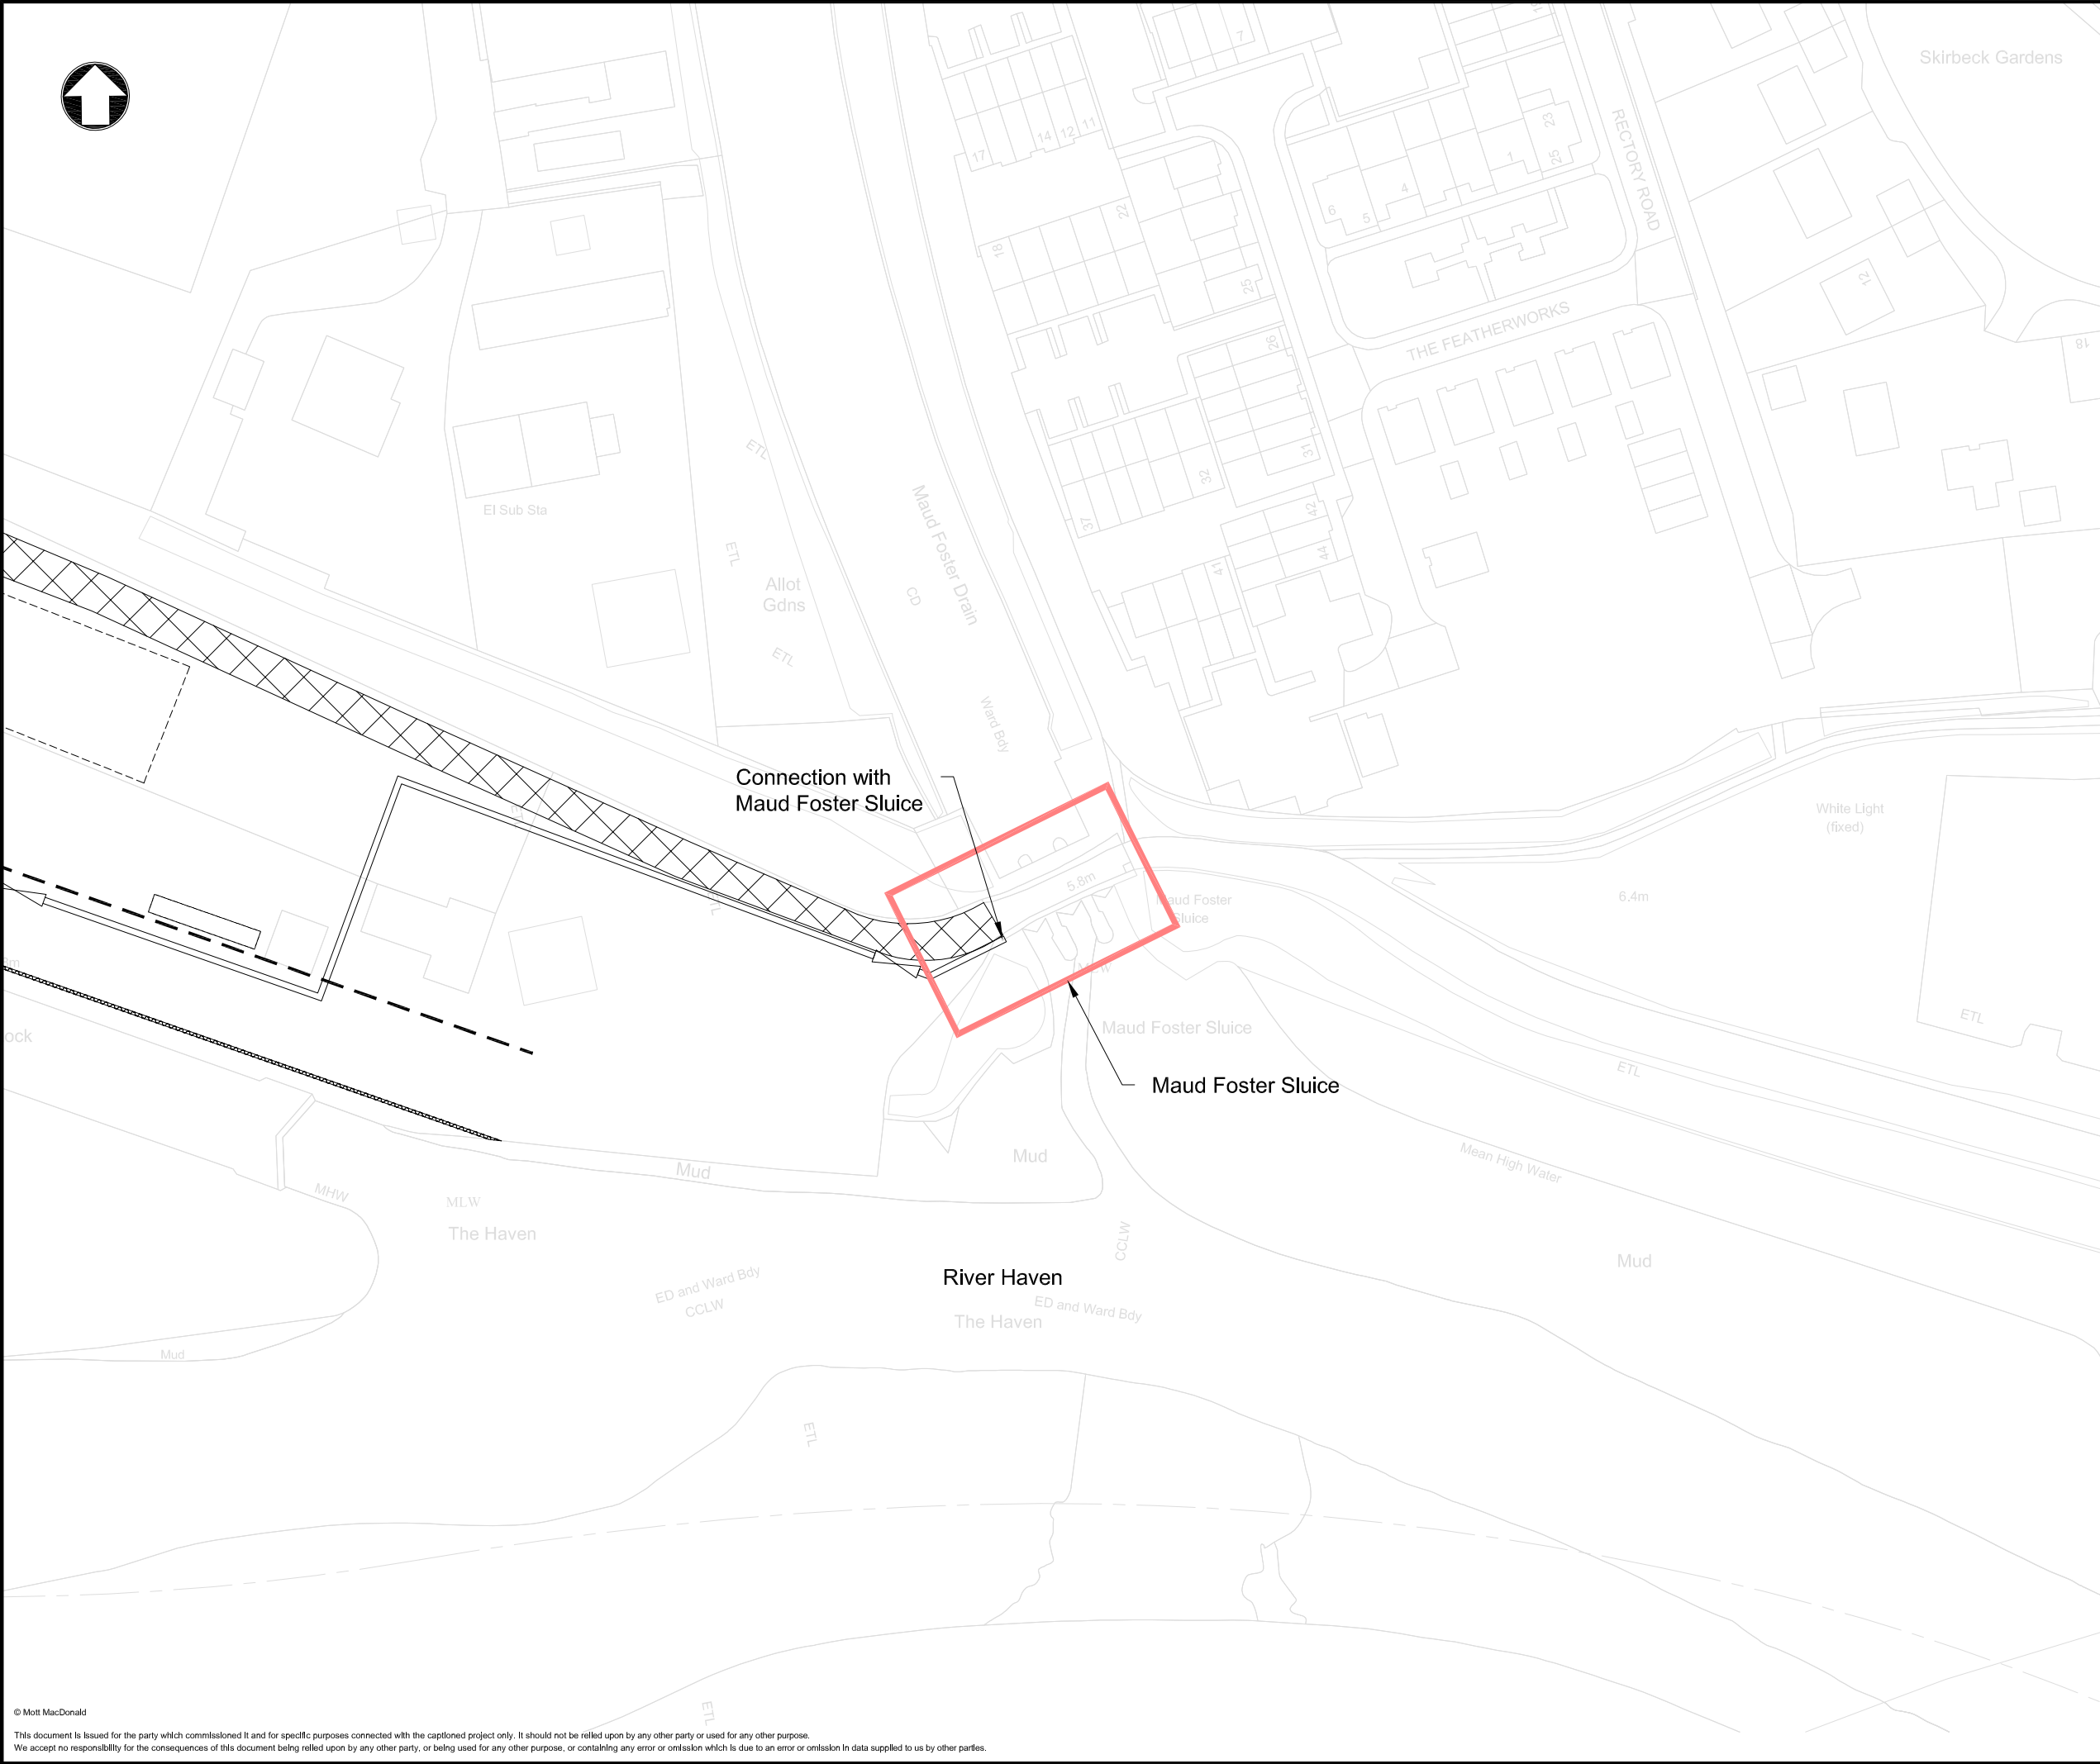 Skirbeck Gardens
7
17
14
12
11
23
25
1
4
6
5
RECTORY ROAD
22
18
25
12
18
THE FEATHERWORKS
26
31
32
37
42
44
41
El Sub Sta
ETL
ETL
Allot
Gdns
ETL
CD
Maud Foster Drain
Ward Bdy
Connection with
Maud Foster Sluice
White Light
(fixed)
5.8m
6.4m
Maud Foster
Sluice
Maud Foster Sluice
Maud Foster Sluice
ETL
ETL
Mean High Water
Mud
Mud
MHW
MLW
The Haven
CCLW
Mud
River Haven
ED and Ward Bdy
CCLW
ED and Ward Bdy
The Haven
Mud
ETL
ETL
© Mott MacDonald
This document is issued for the party which commissioned it and for specific purposes connected with the captioned project only. It should not be relied upon by any other party or used for any other purpose.
We accept no responsibility for the consequences of this document being relied upon by any other party, or being used for any other purpose, or containing any error or omission which is due to an error or omission in data supplied to us by other parties.